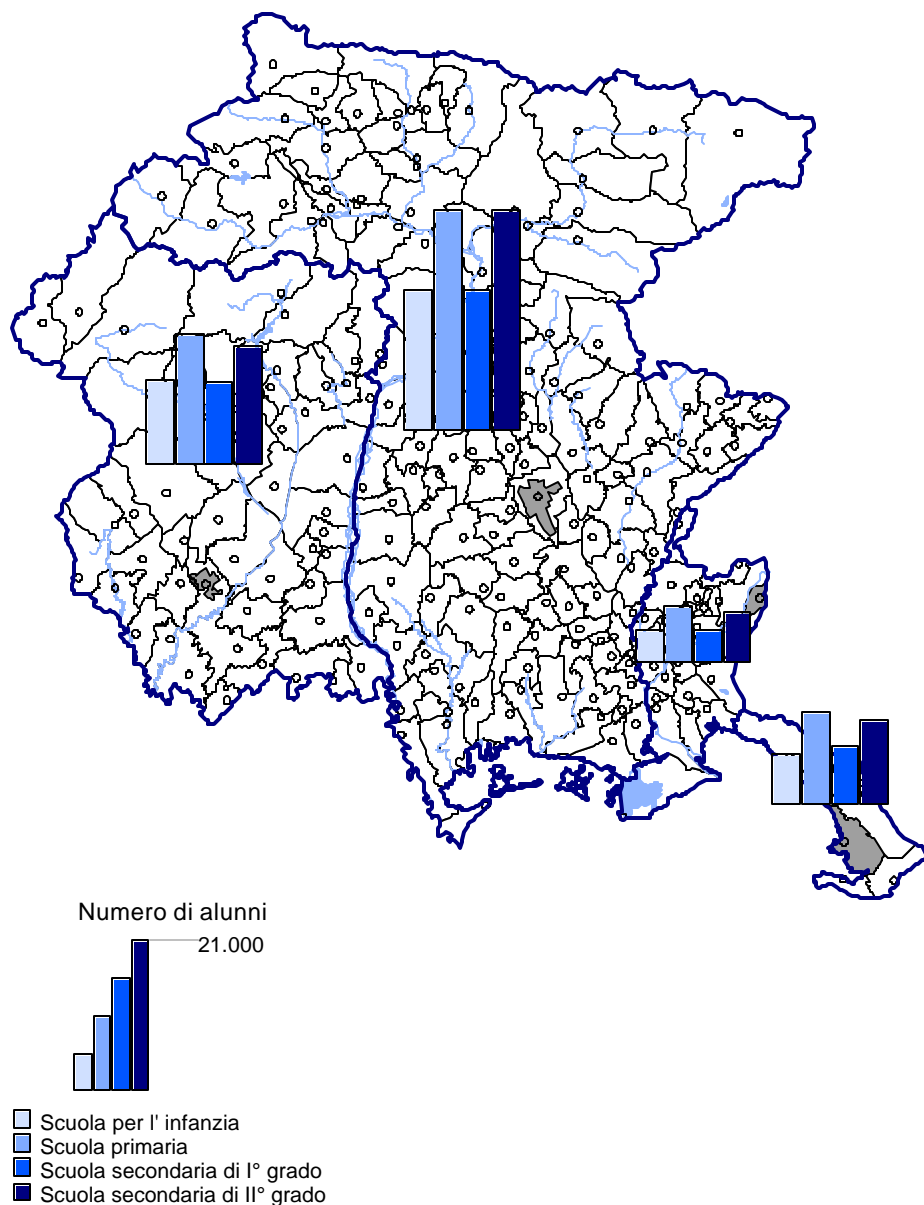 Numero di alunni
21.000
Scuola per l' infanzia
Scuola primaria
Scuola secondaria di I° grado
Scuola secondaria di II° grado